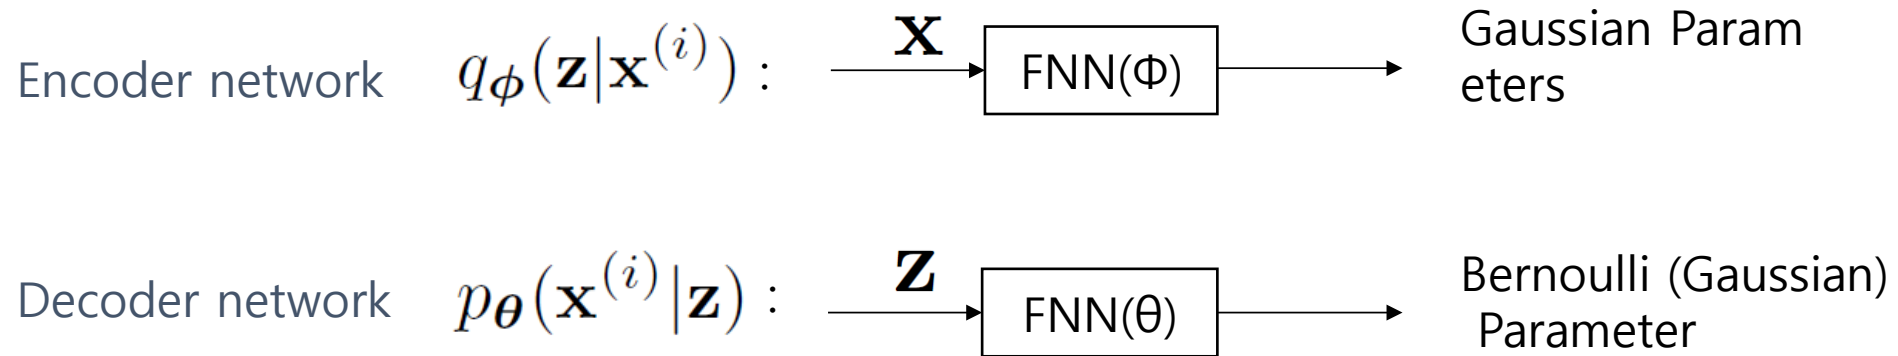 Encoder network q_ϕ(z|x^(i)) : x FNN(Φ) Gaussian Param
eters
Decoder network p_θ(x^(i)|z) : z FNN(θ) Bernoulli (Gaussian)
Parameter